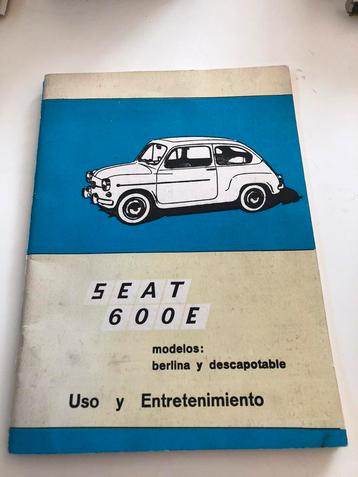 SEAT
600E
modelos:
berlina y descapotable
Uso y Entretenimiento